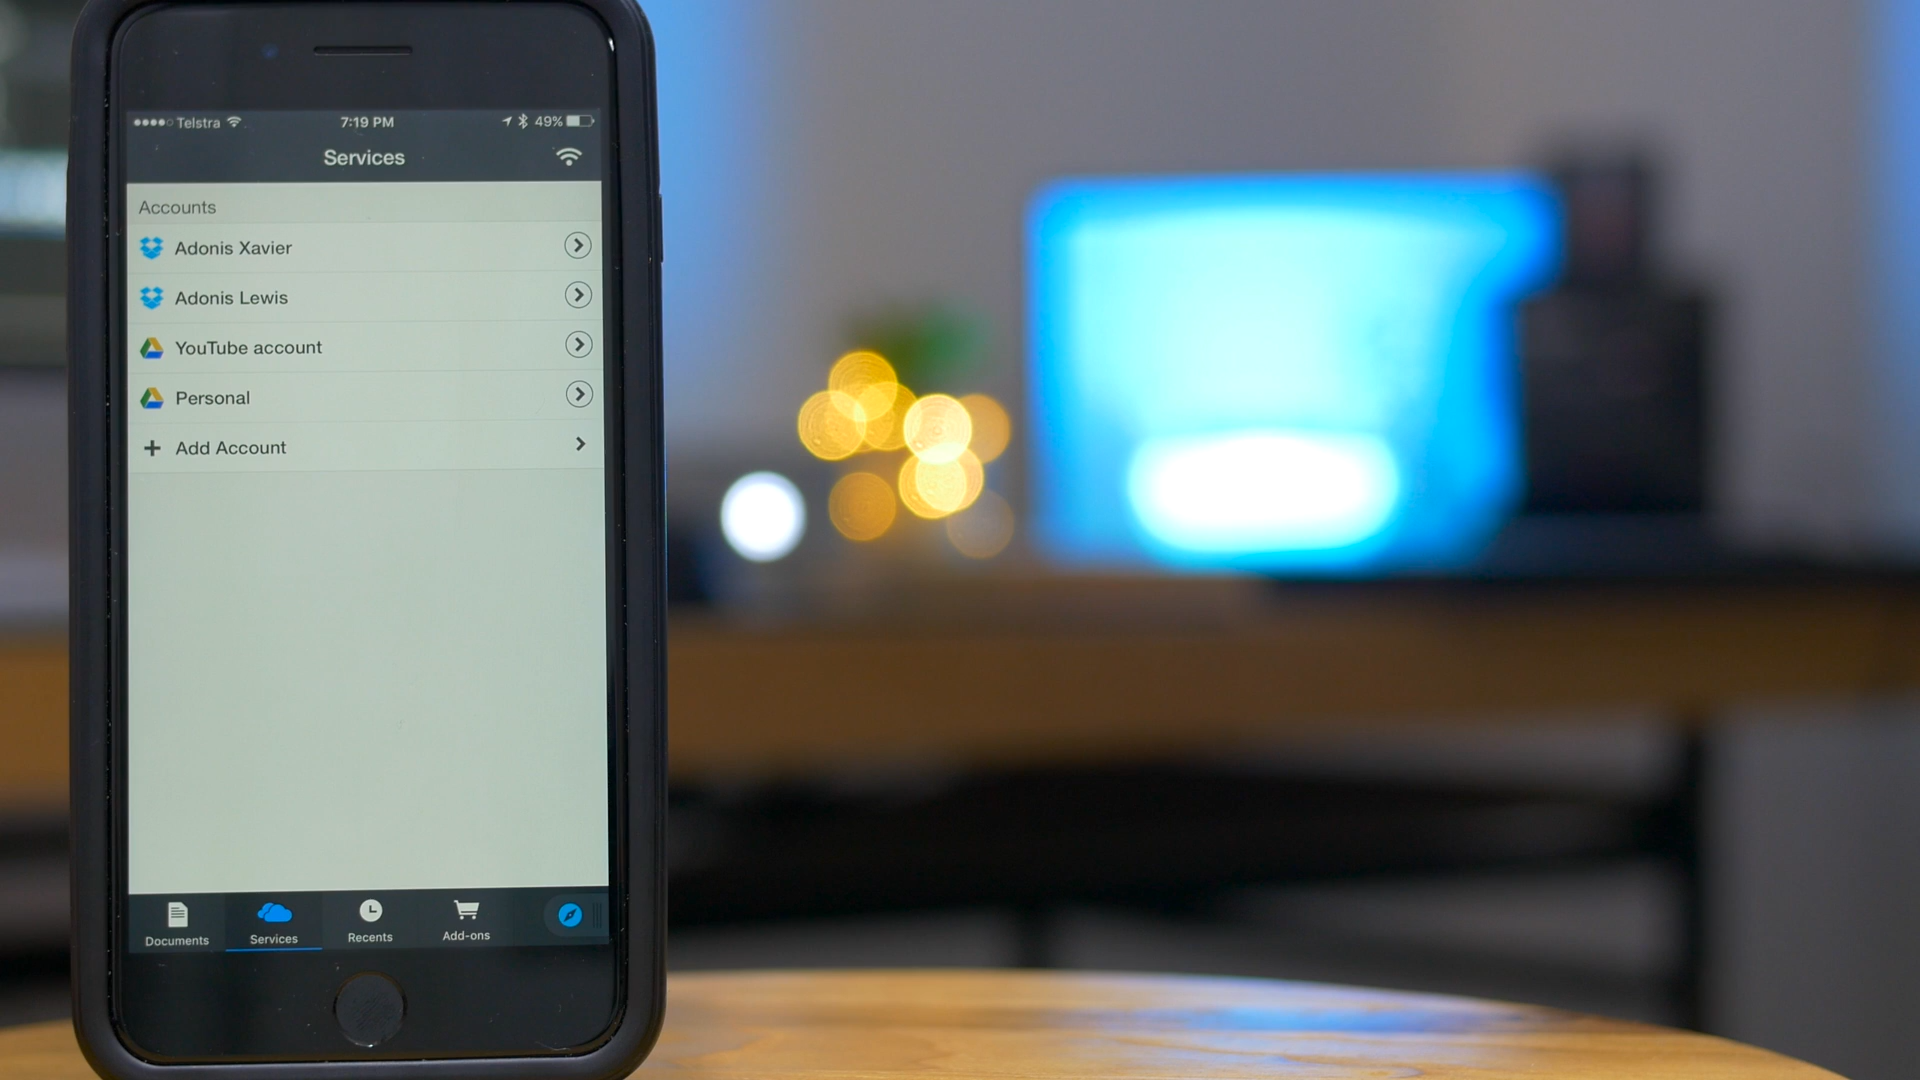 Telstra 7:19 PM 49%
Services
Accounts
Adonis Xavier
Adonis Lewis
YouTube account
Personal
Add Account
Documents Services Recents Add-ons